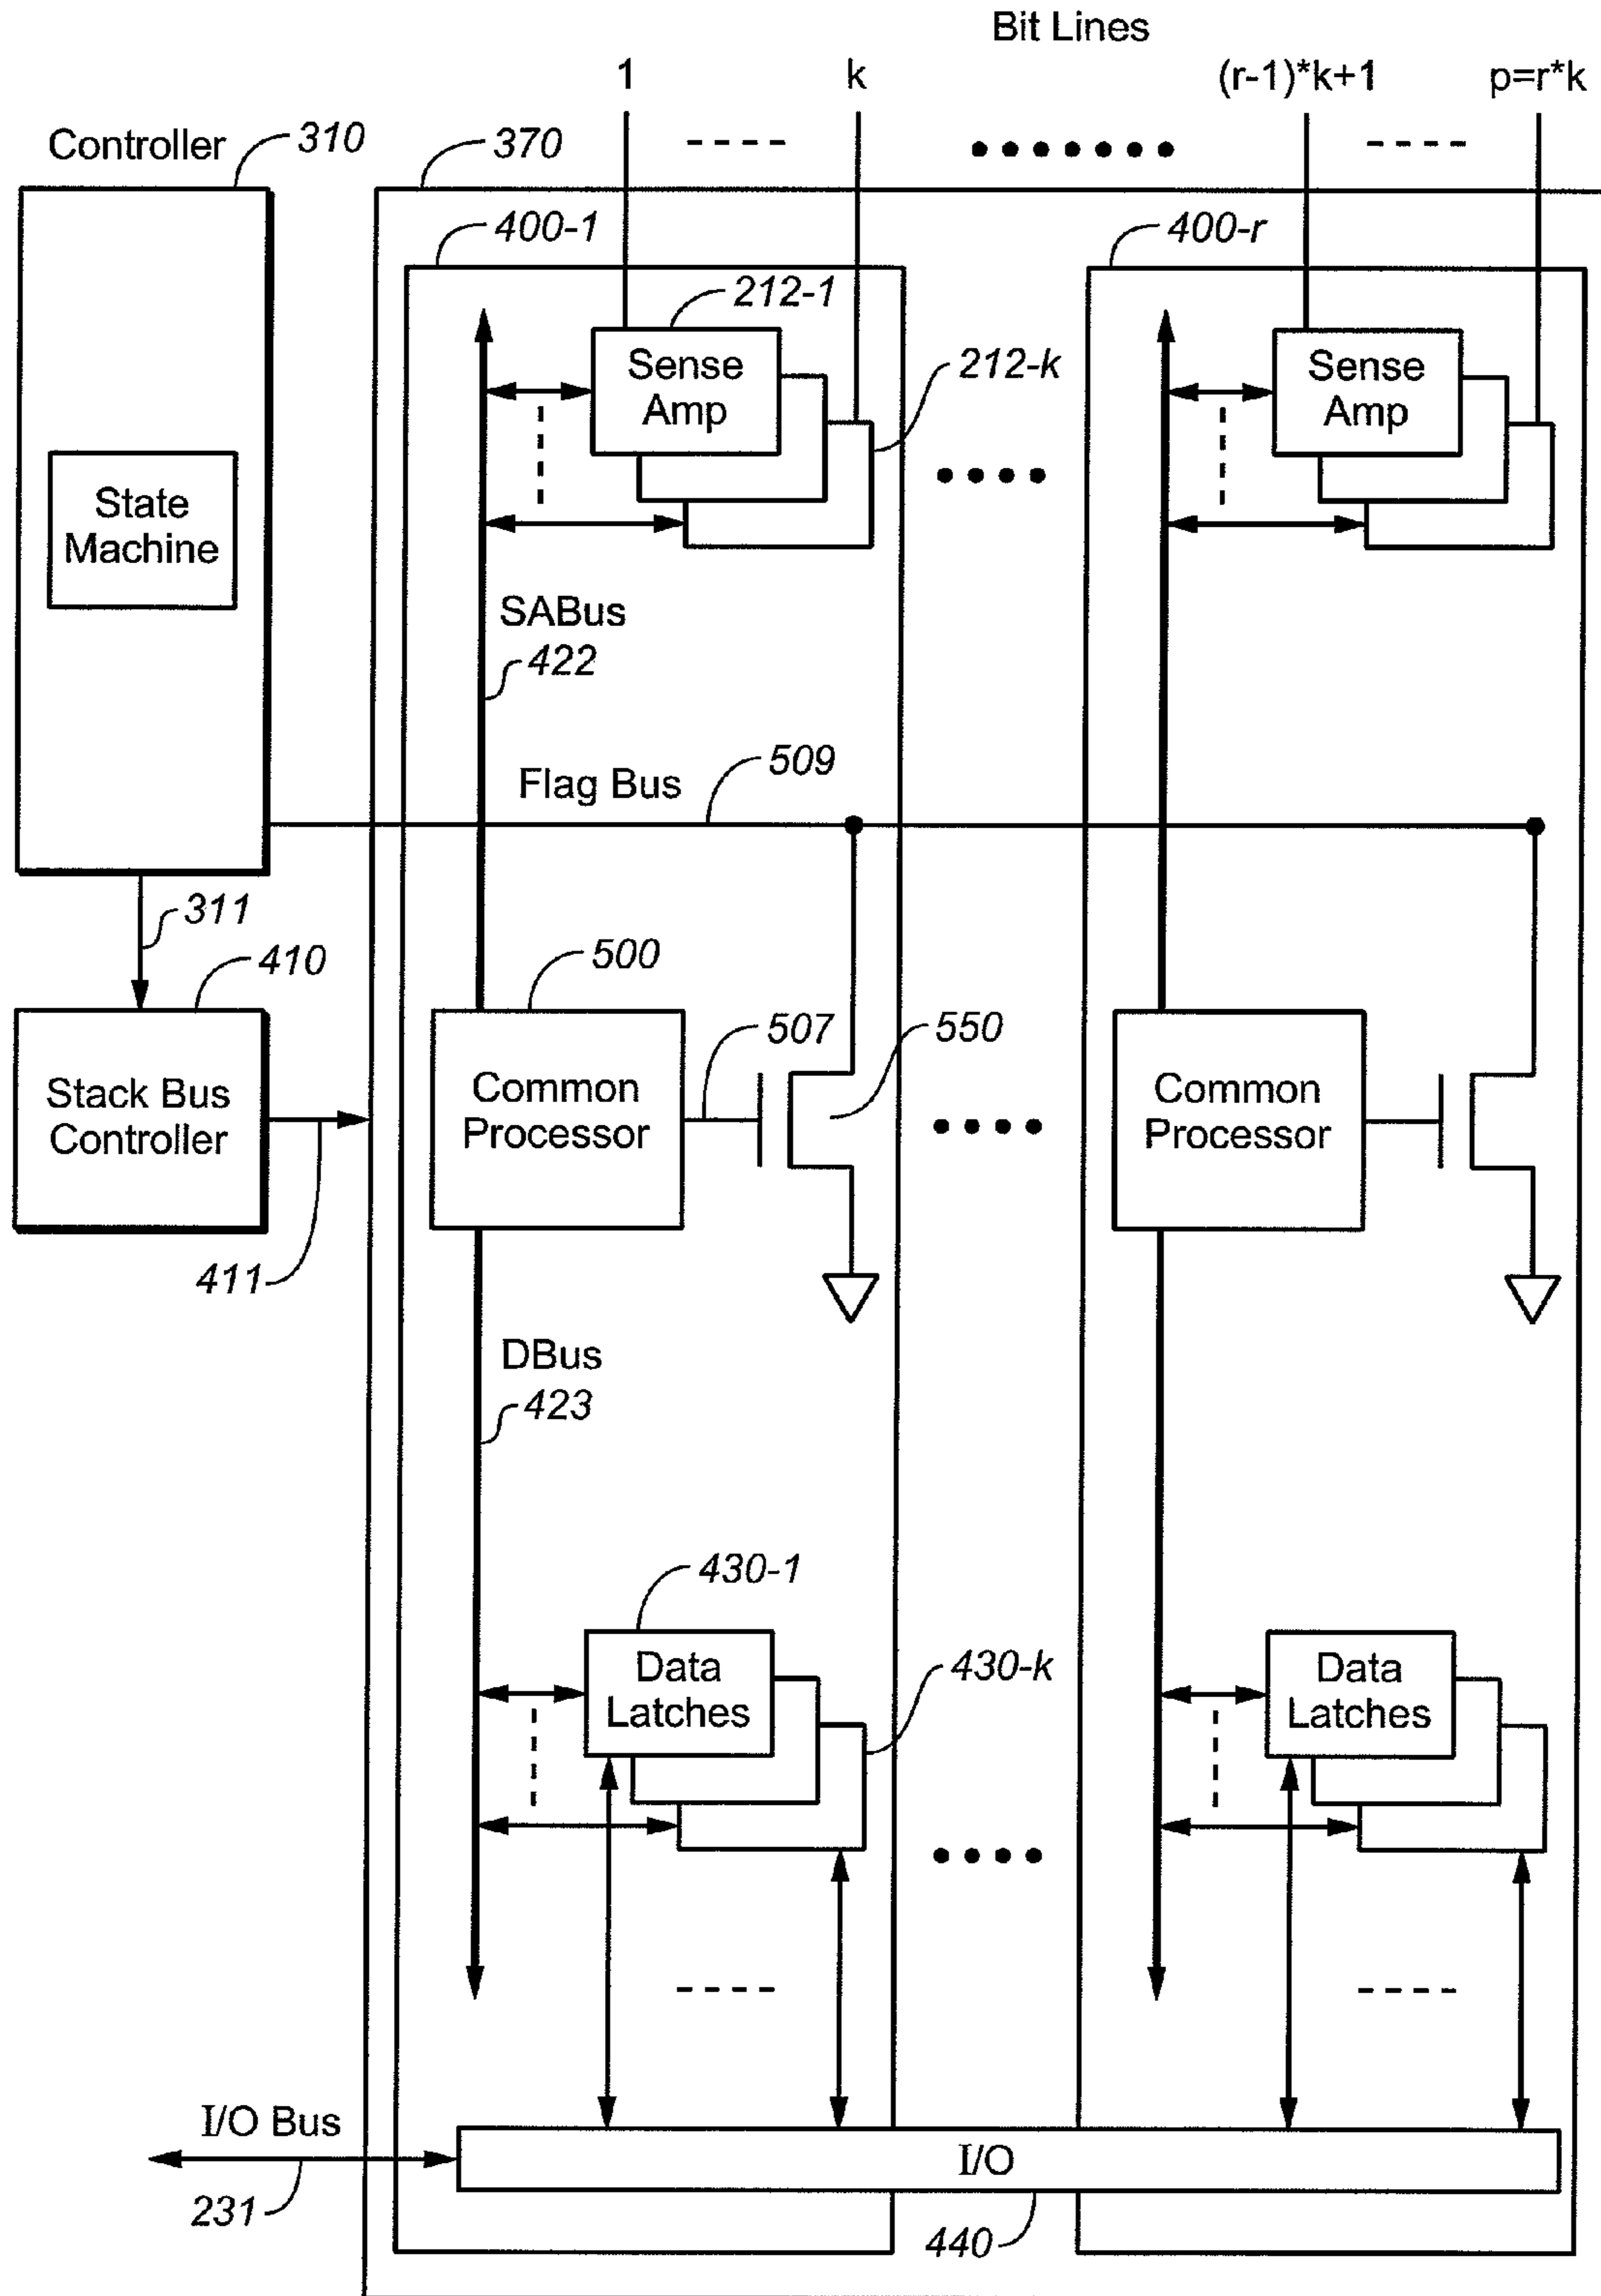 Bit Lines
1
k
(r-1)*k+1
p=r*k
Controller
310
370
400-1
400-r
212-1
Sense
Amp
212-k
Sense
Amp
State
Machine
SABus
422
Flag Bus
509
311
410
500
507
550
Stack Bus
Controller
Common
Processor
Common
Processor
411
DBus
423
430-1
Data
Latches
430-k
Data
Latches
I/O Bus
I/O
231
440